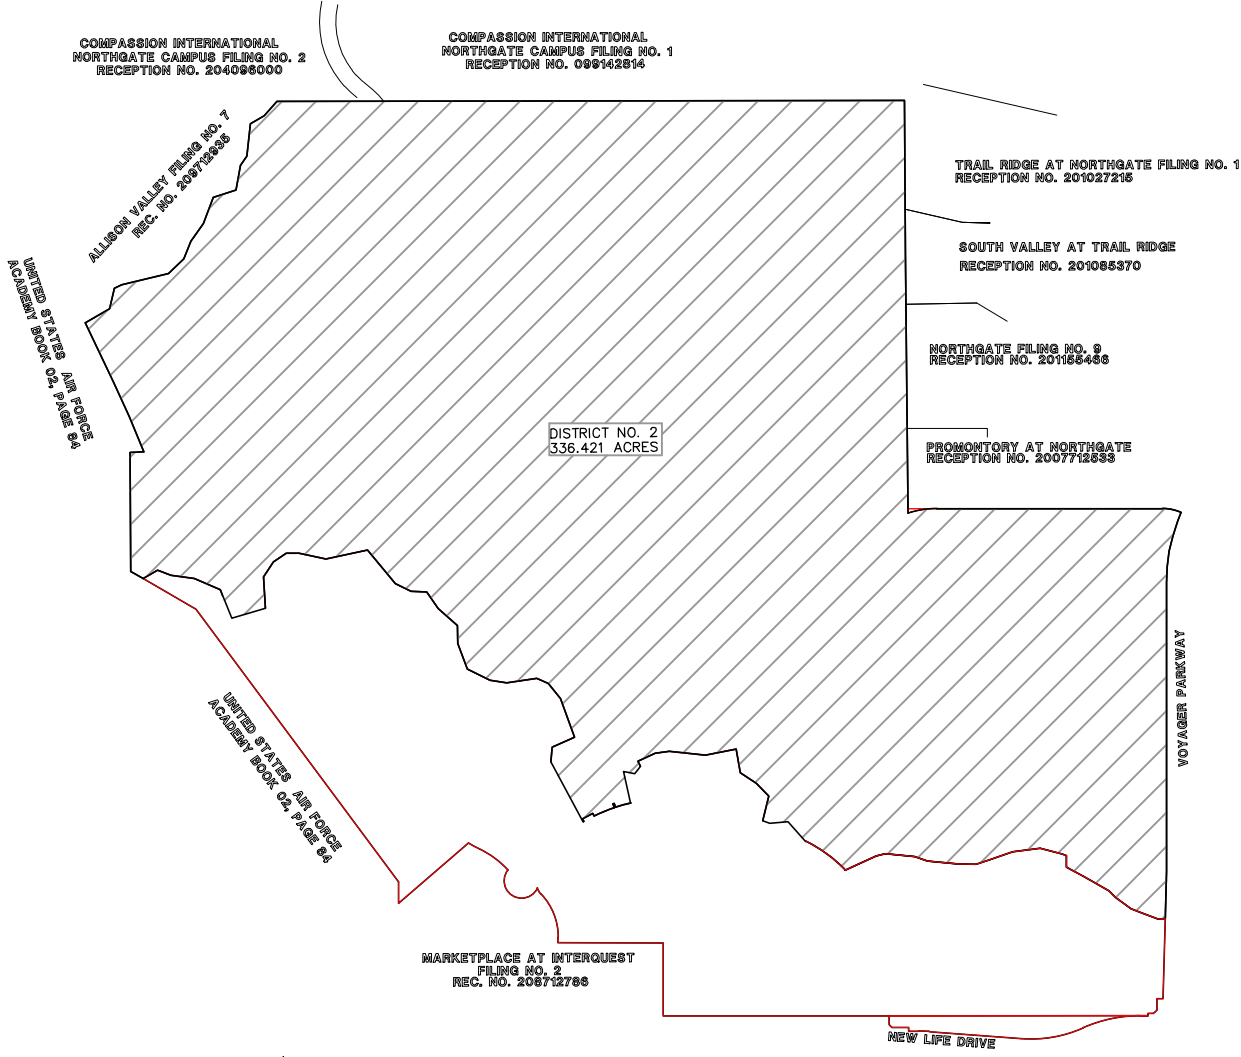 COMPASSION INTERNATIONAL
NORTHGATE CAMPUS FILING NO. 2
RECEPTION NO. 204096000
COMPASSION INTERNATIONAL
NORTHGATE CAMPUS FILING NO. 1
RECEPTION NO. 099142814
ALLISON VALLEY FILING NO. 7
REC. NO. 209712935
TRAIL RIDGE AT NORTHGATE FILING NO. 1
RECEPTION NO. 201027215
SOUTH VALLEY AT TRAIL RIDGE
RECEPTION NO. 201085370
UNITED STATES AIR FORCE
ACADEMY BOOK 02, PAGE 84
NORTHGATE FILING NO. 9
RECEPTION NO. 201155466
DISTRICT NO. 2
336.421 ACRES
PROMONTORY AT NORTHGATE
RECEPTION NO. 2007712533
VOYAGER PARKWAY
UNITED STATES AIR FORCE
ACADEMY BOOK 02, PAGE 84
MARKETPLACE AT INTERQUEST
FILING NO. 2
REC. NO. 206712766
NEW LIFE DRIVE